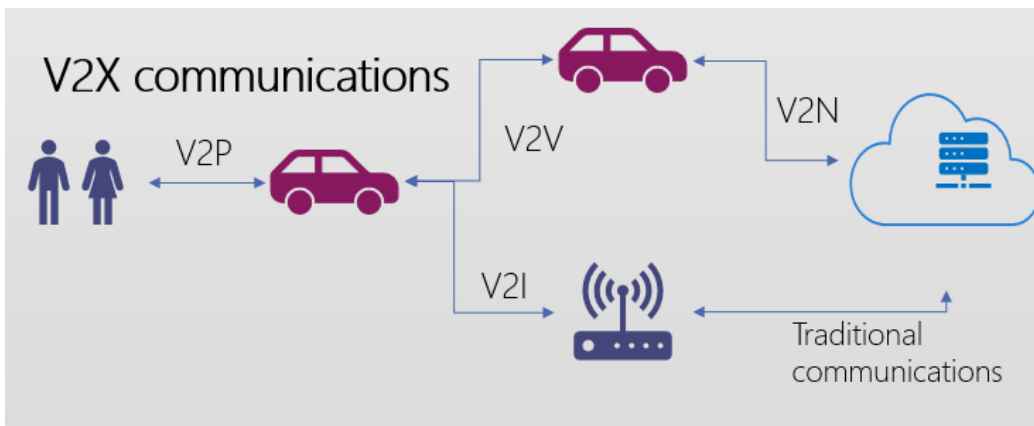 V2X communications
V2P
V2V
V2N
V2I
Traditional
communications